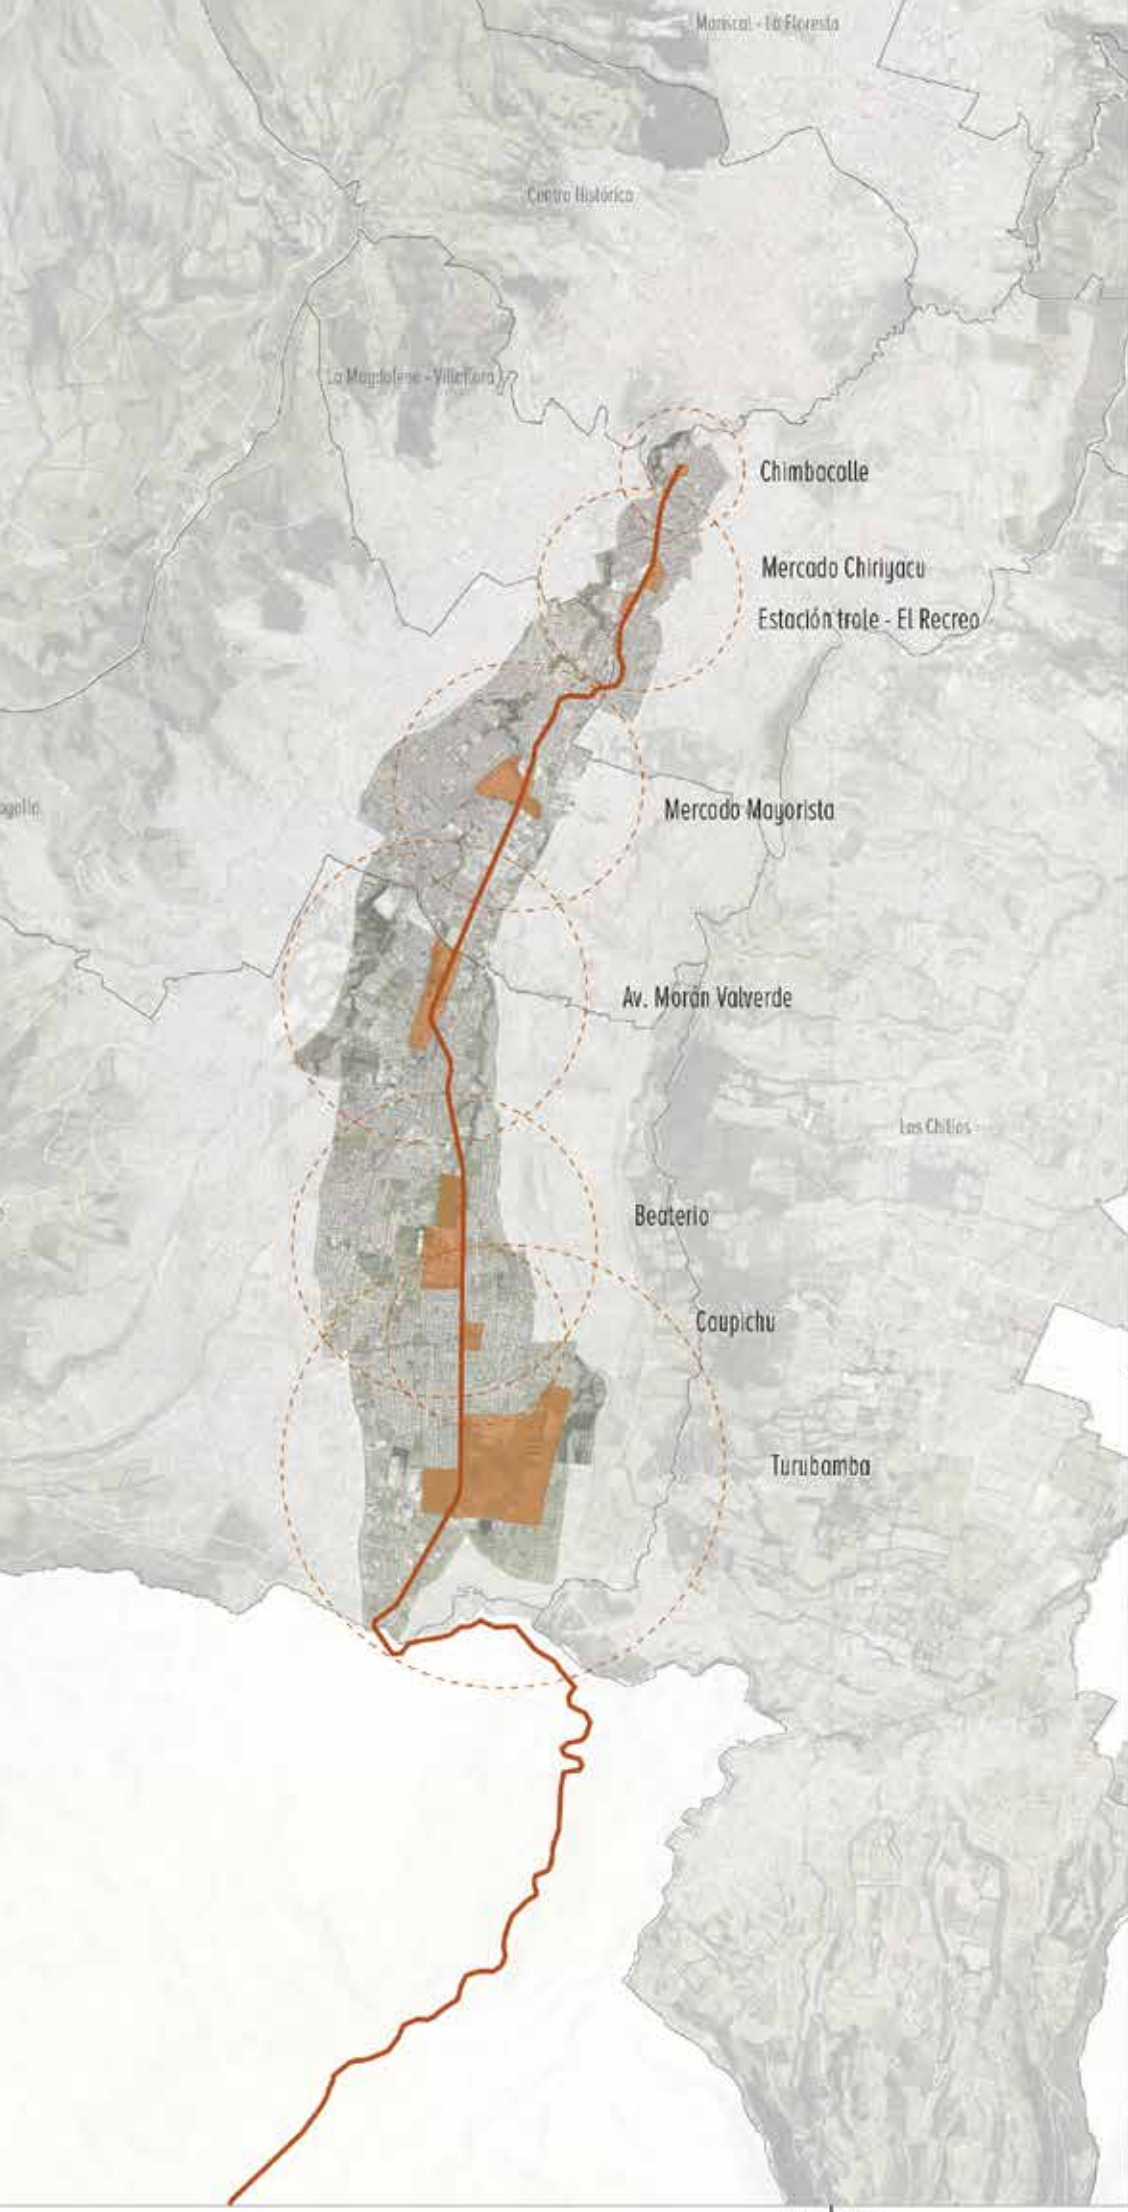 Mariscal - La Floresta
Centro Histórico
La Magdalena - Villaflora
Chimbacalle
Mercado Chiriyacu
Estación trole - El Recreo
Mercado Mayorista
Av. Morán Valverde
Los Chillos
Beaterio
Caupichu
Turubamba